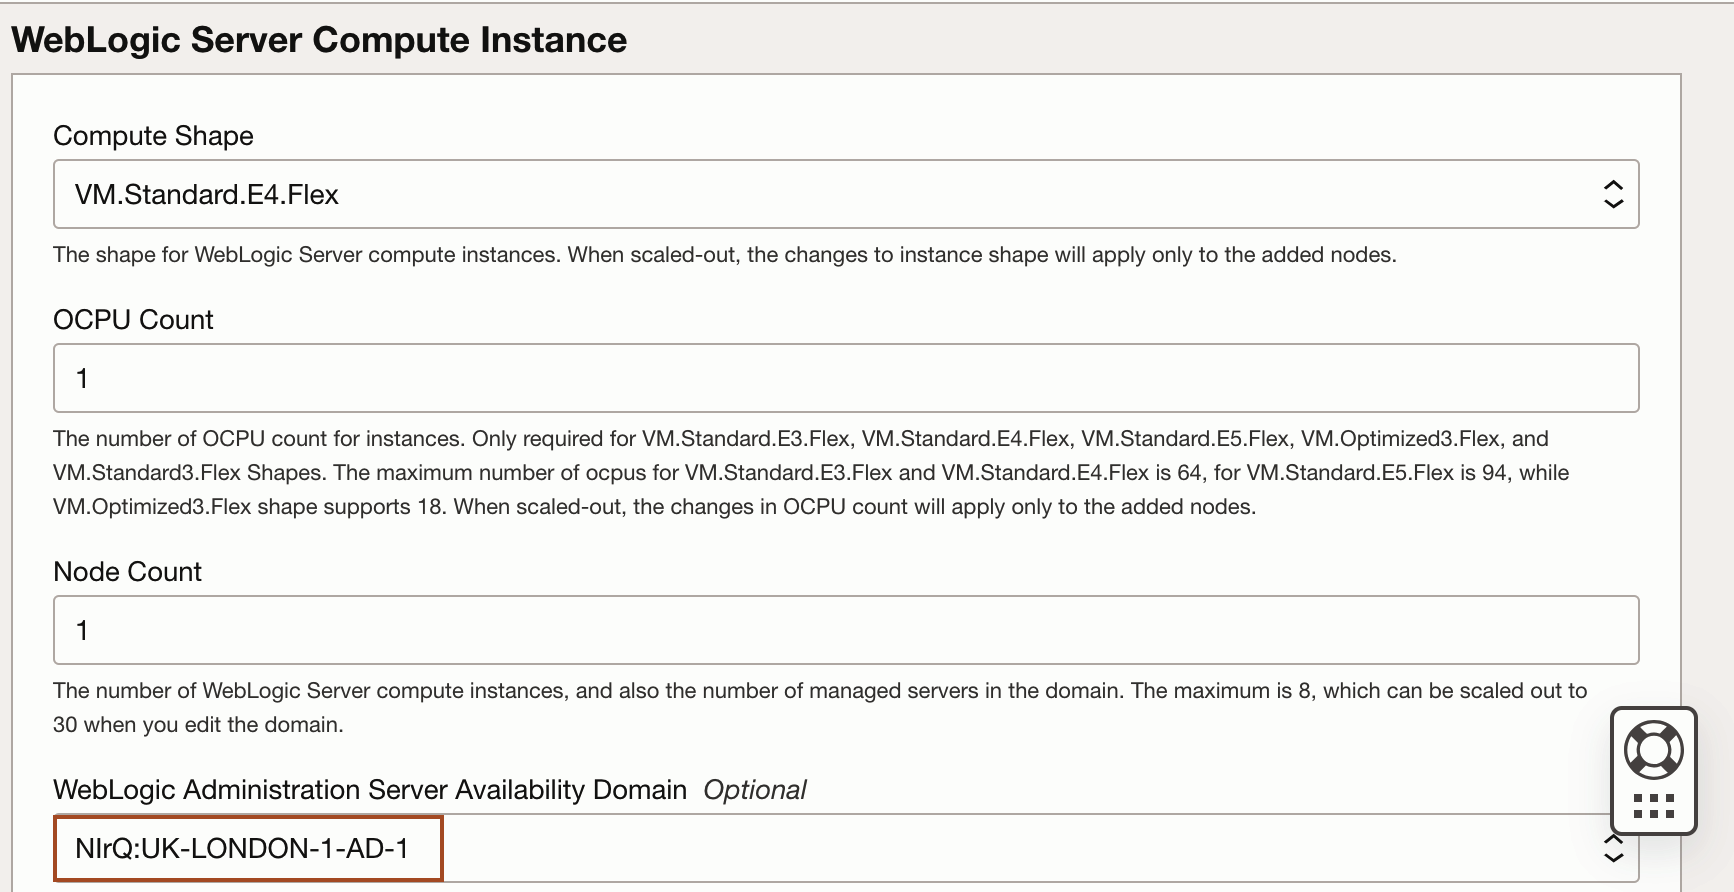 WebLogic Server Compute Instance
Compute Shape
VM.Standard.E4.Flex
The shape for WebLogic Server compute instances. When scaled-out, the changes to instance shape will apply only to the added nodes.
OCPU Count
1
The number of OCPU count for instances. Only required for VM.Standard.E3.Flex, VM.Standard.E4.Flex, VM.Standard.E5.Flex, VM.Optimized3.Flex, and
VM.Standard3.Flex Shapes. The maximum number of ocpus for VM.Standard.E3.Flex and VM.Standard.E4.Flex is 64, for VM.Standard.E5.Flex is 94, while
VM.Optimized3.Flex shape supports 18. When scaled-out, the changes in OCPU count will apply only to the added nodes.
Node Count
1
The number of WebLogic Server compute instances, and also the number of managed servers in the domain. The maximum is 8, which can be scaled out to
30 when you edit the domain.
WebLogic Administration Server Availability Domain Optional
NIrQ:UK-LONDON-1-AD-1